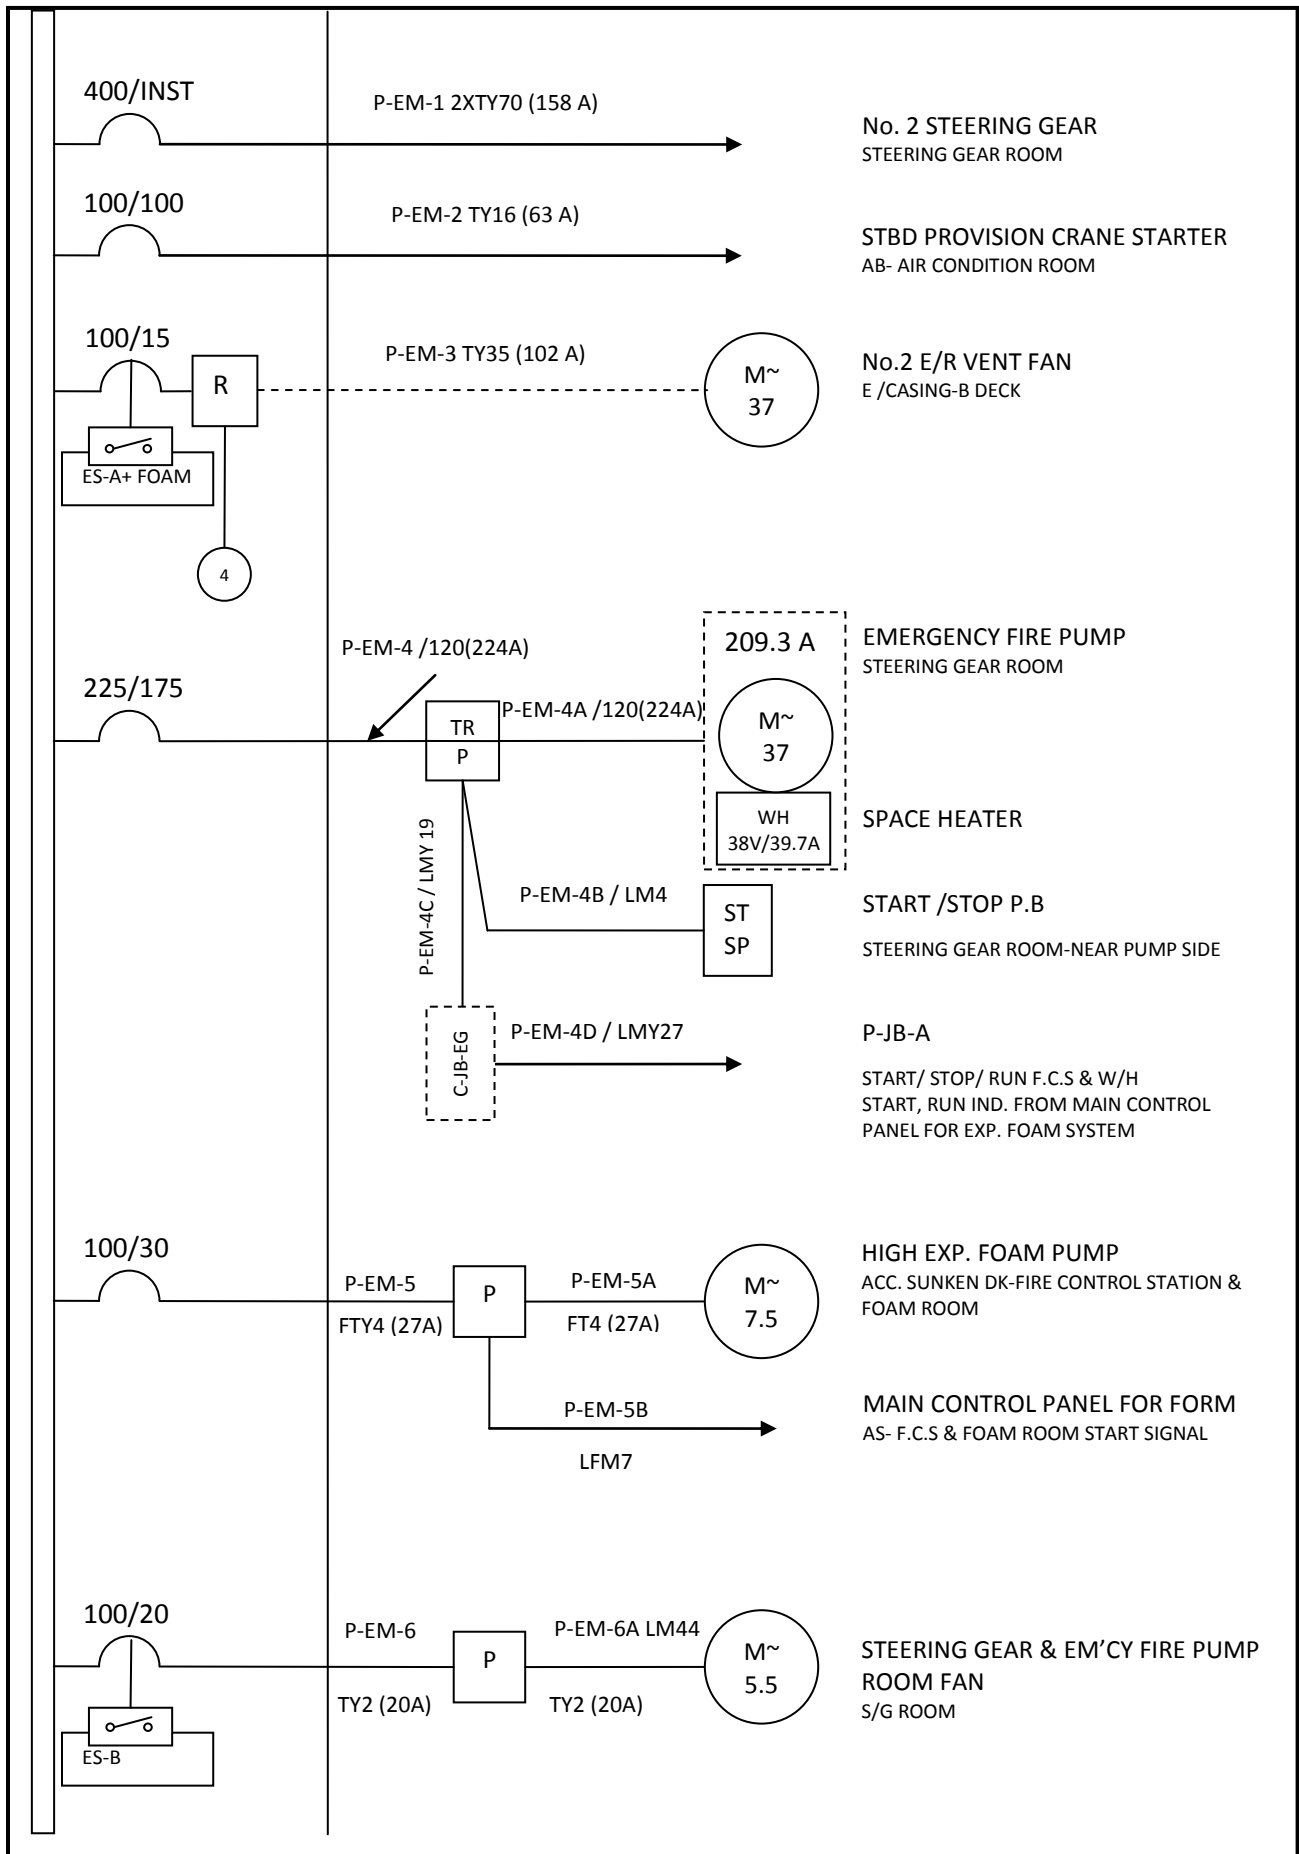 400/INST
P-EM-1 2XTY70 (158 A)
No. 2 STEERING GEAR
STEERING GEAR ROOM
100/100
P-EM-2 TY16 (63 A)
STBD PROVISION CRANE STARTER
AB- AIR CONDITION ROOM
100/15
ES-A+ FOAM
R
4
P-EM-3 TY35 (102 A)
M~
37
No.2 E/R VENT FAN
E /CASING-B DECK
225/175
P-EM-4 /120(224A)
TR
P
P-EM-4A /120(224A)
209.3 A
M~
37
WH
38V/39.7A
EMERGENCY FIRE PUMP
STEERING GEAR ROOM
SPACE HEATER
P-EM-4C / LMY 19
P-EM-4B / LM4
ST
SP
START /STOP P.B
STEERING GEAR ROOM-NEAR PUMP SIDE
C-JB-EG
P-EM-4D / LMY27
P-JB-A
START/ STOP/ RUN F.C.S & W/H
START, RUN IND. FROM MAIN CONTROL
PANEL FOR EXP. FOAM SYSTEM
100/30
P-EM-5
FTY4 (27A)
P
P-EM-5A
FT4 (27A)
M~
7.5
HIGH EXP. FOAM PUMP
ACC. SUNKEN DK-FIRE CONTROL STATION &
FOAM ROOM
P-EM-5B
LFM7
MAIN CONTROL PANEL FOR FORM
AS- F.C.S & FOAM ROOM START SIGNAL
100/20
ES-B
P-EM-6
TY2 (20A)
P
P-EM-6A LM44
TY2 (20A)
M~
5.5
STEERING GEAR & EM’CY FIRE PUMP
ROOM FAN
S/G ROOM